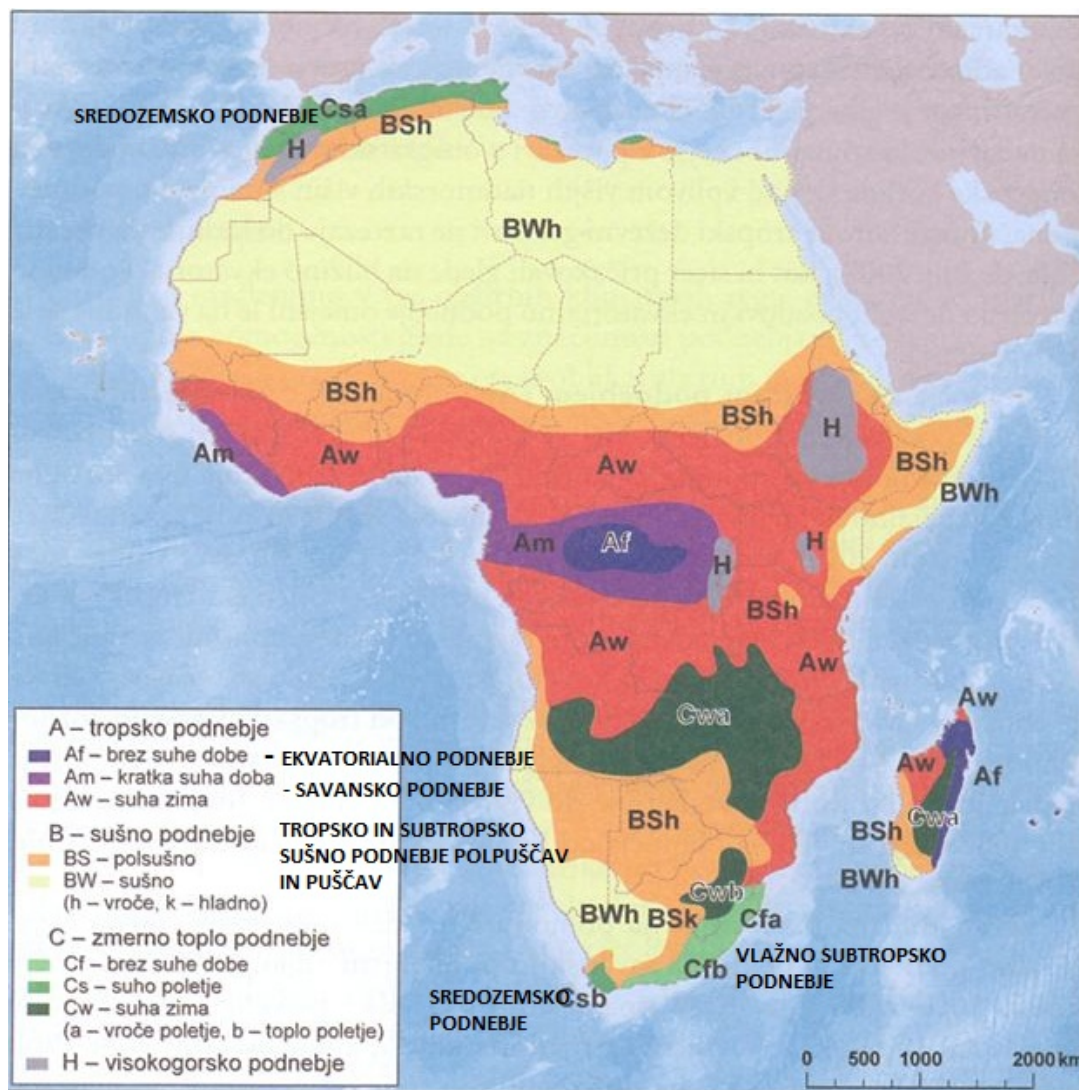 SREDOZEMSKO PODNEBJE
Csa
BSh
H
BWh
BSh
BSh
H
BSh
BWh
Am
Aw
Aw
Am
Af
H
H
BSh
Aw
Aw
Cwa
Aw
Aw
Af
Cwa
BSh
BWh
BSh
Cwb
BWh
BSk
Cfa
Cfb
Csb
VLAŽNO SUBTROPSKO
PODNEBJE
SREDOZEMSKO
PODNEBJE
A – tropsko podnebje
Af – brez suhe dobe - EKVATORIALNO PODNEBJE
Am – kratka suha doba
Aw – suha zima - SAVANSKO PODNEBJE
B – sušno podnebje
BS – polsušno
BW – sušno
(h – vroče, k – hladno)
TROPSKO IN SUBTROPSKO
SUŠNO PODNEBJE POLPUŠČAV
IN PUŠČAV
C – zmerno toplo podnebje
Cf – brez suhe dobe
Cs – suho poletje
Cw – suha zima
(a – vroče poletje, b – toplo poletje)
H – visokogorsko podnebje
0 500 1000 2000 km